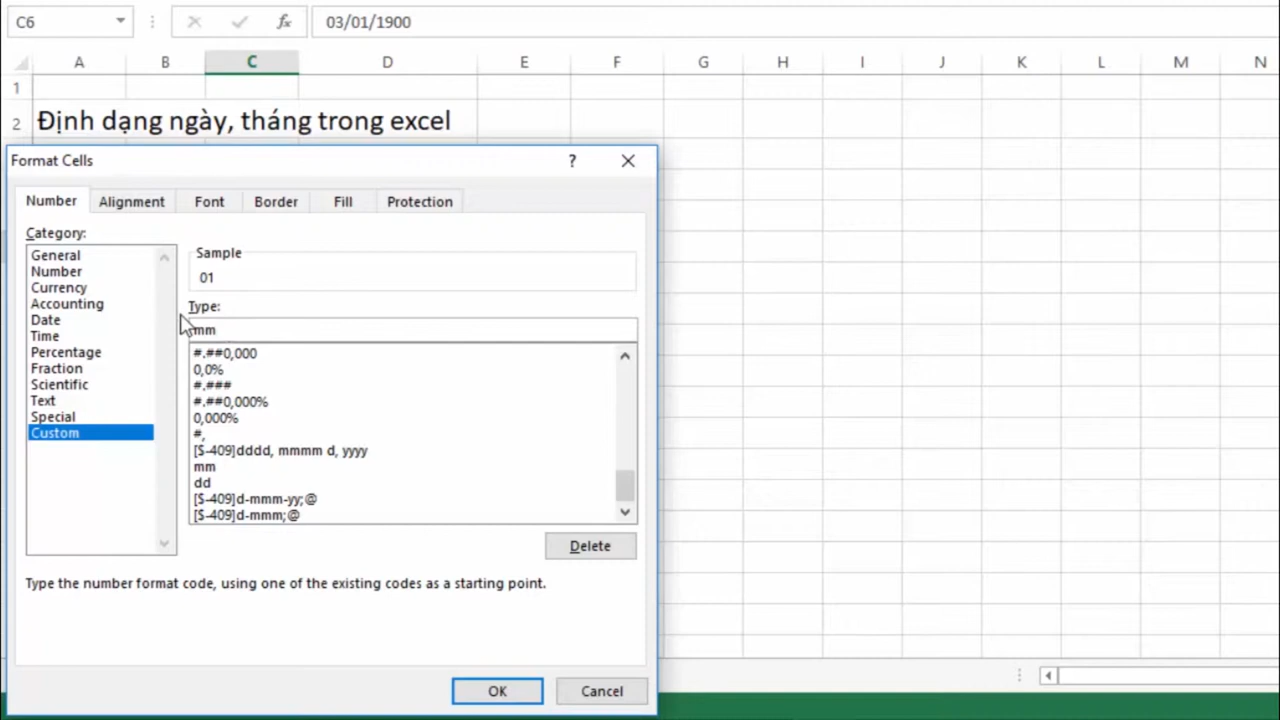 C6
fx
03/01/1900
A B C D E F G H I J K L M N
1
2
Định dạng ngày, tháng trong excel
Format Cells
?
Number Alignment Font Border Fill Protection
Category:
General
Number
Currency
Accounting
Date
Time
Percentage
Fraction
Scientific
Text
Special
Custom
Sample
01
Type:
mm
#.##0,000
0,0%
#.###
#.##0,000%
0,000%
#,
[$-409]dddd, mmmm d, yyyy
mm
dd
[$-409]d-mmm-yy;@
[$-409]d-mmm;@
Delete
Type the number format code, using one of the existing codes as a starting point.
OK Cancel